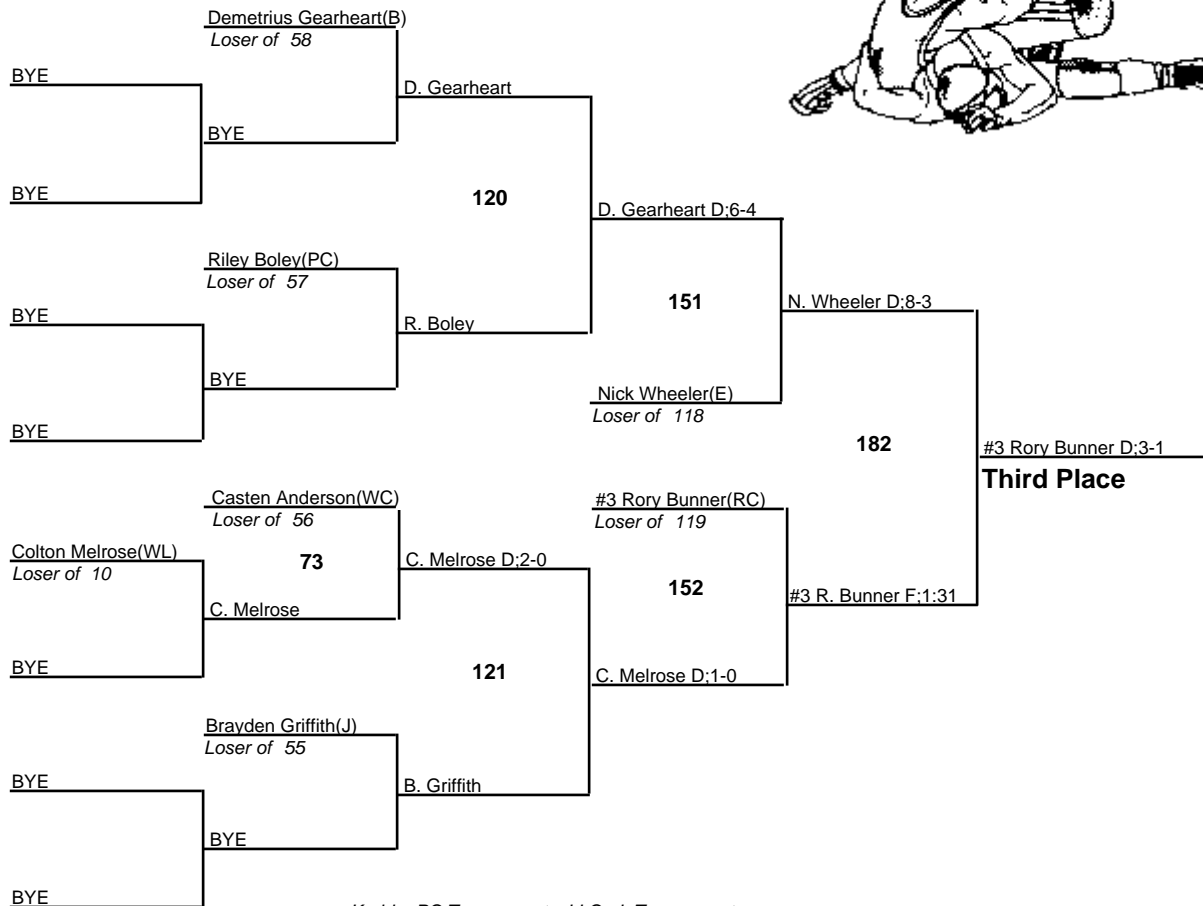 Demetrius Gearheart(B)
Loser of 58
BYE
D. Gearheart
BYE
BYE
120
D. Gearheart D;6-4
Riley Boley(PC)
Loser of 57
151
N. Wheeler D;8-3
BYE
R. Boley
BYE
Nick Wheeler(E)
Loser of 118
BYE
182
#3 Rory Bunner D;3-1
Third Place
Casten Anderson(WC)
Loser of 56
#3 Rory Bunner(RC)
Loser of 119
Colton Melrose(WL)
Loser of 10
73
C. Melrose D;2-0
152
#3 R. Bunner F;1:31
C. Melrose
BYE
121
C. Melrose D;1-0
Brayden Griffith(J)
Loser of 55
BYE
B. Griffith
BYE
BYE